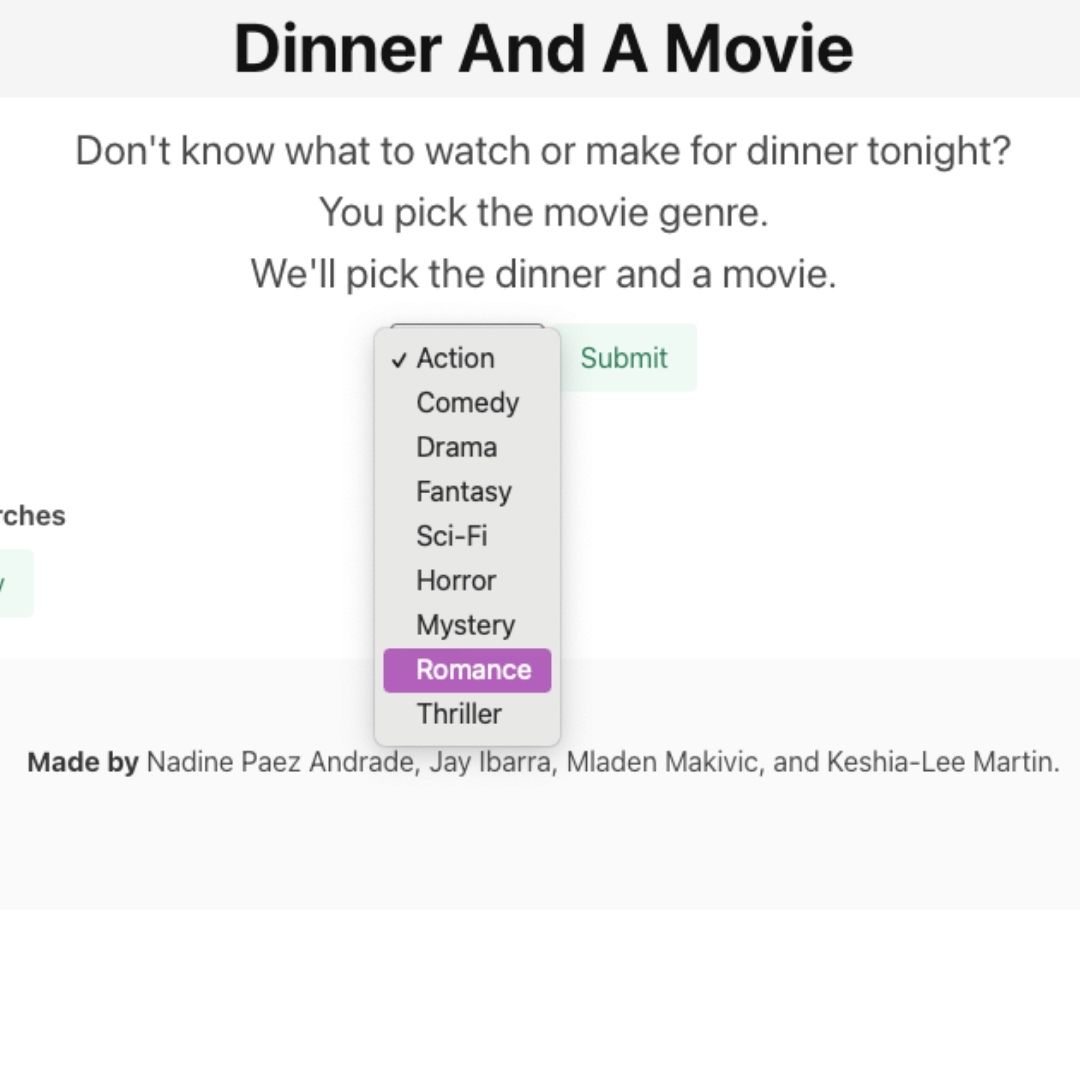 Dinner And A Movie
Don't know what to watch or make for dinner tonight?
You pick the movie genre.
We'll pick the dinner and a movie.
✓ Action
Submit
Comedy
Drama
Fantasy
Sci-Fi
rches
Horror
Mystery
Romance
Thriller
Made by Nadine Paez Andrade, Jay Ibarra, Mladen Makivic, and Keshia-Lee Martin.